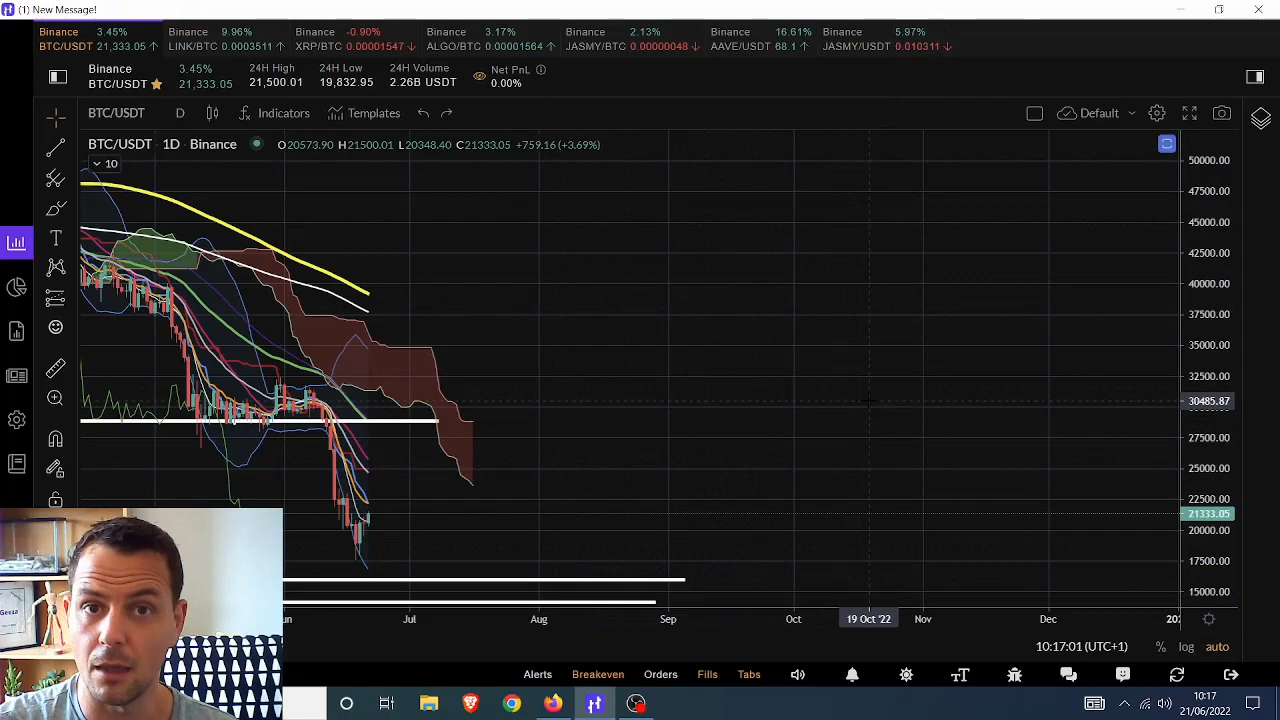 (1) New Message!
Binance 3.45% Binance 9.96% Binance -0.90% Binance 3.17% Binance 2.13% Binance 16.61% Binance 5.97%
BTC/USDT 21,333.05 ↑ LINK/BTC 0.0003511 ↑ XRP/BTC 0.00001547 ↓ ALGO/BTC 0.00001564 ↑ JASMY/BTC 0.00000048 ↓ AAVE/USDT 68.1 ↑ JASMY/USDT 0.010311 ↓
Binance 3.45% 24H High 24H Low 24H Volume Net PnL
BTC/USDT 21,333.05 21,500.01 19,832.95 2.26B USDT 0.00%
BTC/USDT D Indicators Templates Default
BTC/USDT · 1D · Binance O20573.90 H21500.01 L20348.40 C21333.05 +759.16 (+3.69%)
10
50000.00
47500.00
45000.00
42500.00
40000.00
37500.00
35000.00
32500.00
30485.87
27500.00
25000.00
22500.00
21333.05
20000.00
17500.00
15000.00
Geeza
Jul Aug Sep Oct 19 Oct '22 Nov Dec
10:17:01 (UTC+1) % log auto
Alerts Breakeven Orders Fills Tabs
10:17
21/06/2022